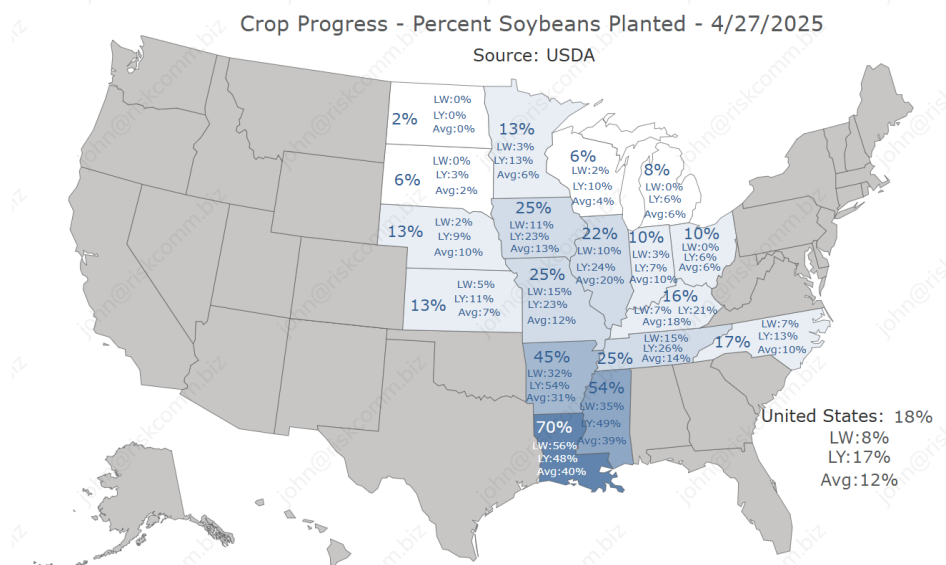 Crop Progress - Percent Soybeans Planted - 4/27/2025
Source: USDA
2%
LW:0%
LY:0%
Avg:0%
13%
LW:3%
LY:13%
Avg:6%
6%
LW:2%
LY:10%
Avg:4%
8%
LW:0%
LY:6%
Avg:6%
6%
LW:0%
LY:3%
Avg:2%
25%
LW:11%
LY:23%
Avg:13%
13%
LW:2%
LY:9%
Avg:10%
22%
LW:10%
LY:24%
Avg:20%
10%
LW:3%
LY:7%
Avg:10%
10%
LW:0%
LY:6%
Avg:6%
13%
LW:5%
LY:11%
Avg:7%
25%
LW:15%
LY:23%
Avg:12%
16%
LW:7%
LY:21%
Avg:18%
25%
LW:15%
LY:26%
Avg:14%
17%
LW:7%
LY:13%
Avg:10%
45%
LW:32%
LY:54%
Avg:31%
54%
LW:35%
LY:49%
Avg:39%
70%
LW:56%
LY:48%
Avg:40%
United States: 18%
LW:8%
LY:17%
Avg:12%
john@riskcomm.biz